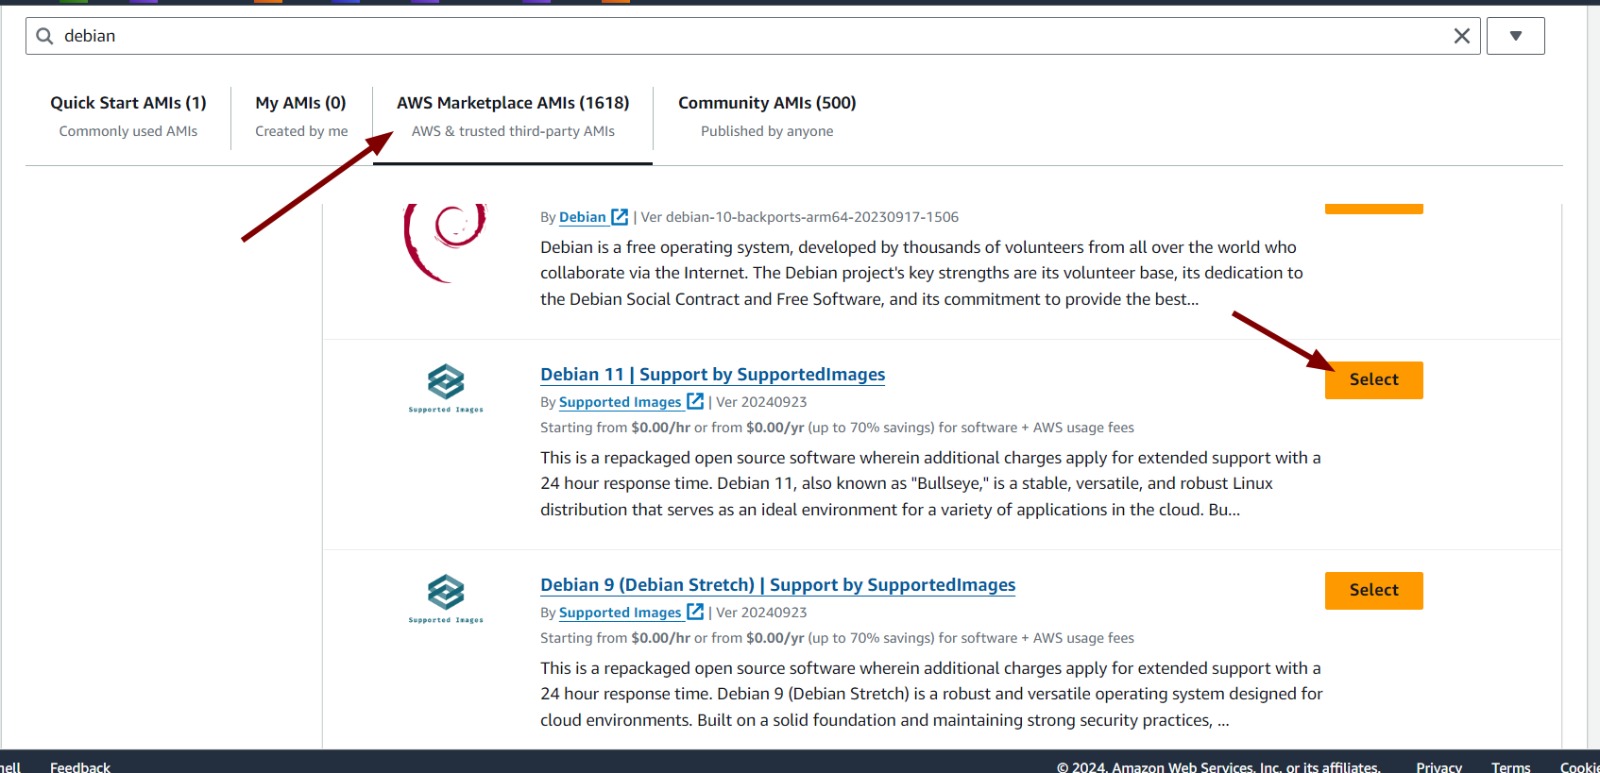 debian
Quick Start AMIs (1)
Commonly used AMIs
My AMIs (0)
Created by me
AWS Marketplace AMIs (1618)
AWS & trusted third-party AMIs
Community AMIs (500)
Published by anyone
By Debian | Ver debian-10-backports-arm64-20230917-1506
Debian is a free operating system, developed by thousands of volunteers from all over the world who
collaborate via the Internet. The Debian project's key strengths are its volunteer base, its dedication to
the Debian Social Contract and Free Software, and its commitment to provide the best...
Supported Images
Debian 11 | Support by SupportedImages
By Supported Images | Ver 20240923
Starting from $0.00/hr or from $0.00/yr (up to 70% savings) for software + AWS usage fees
This is a repackaged open source software wherein additional charges apply for extended support with a
24 hour response time. Debian 11, also known as "Bullseye," is a stable, versatile, and robust Linux
distribution that serves as an ideal environment for a variety of applications in the cloud. Bu...
Select
Supported Images
Debian 9 (Debian Stretch) | Support by SupportedImages
By Supported Images | Ver 20240923
Starting from $0.00/hr or from $0.00/yr (up to 70% savings) for software + AWS usage fees
This is a repackaged open source software wherein additional charges apply for extended support with a
24 hour response time. Debian 9 (Debian Stretch) is a robust and versatile operating system designed for
cloud environments. Built on a solid foundation and maintaining strong security practices, ...
Select
Feedback
© 2024, Amazon Web Services, Inc. or its affiliates.
Privacy
Terms